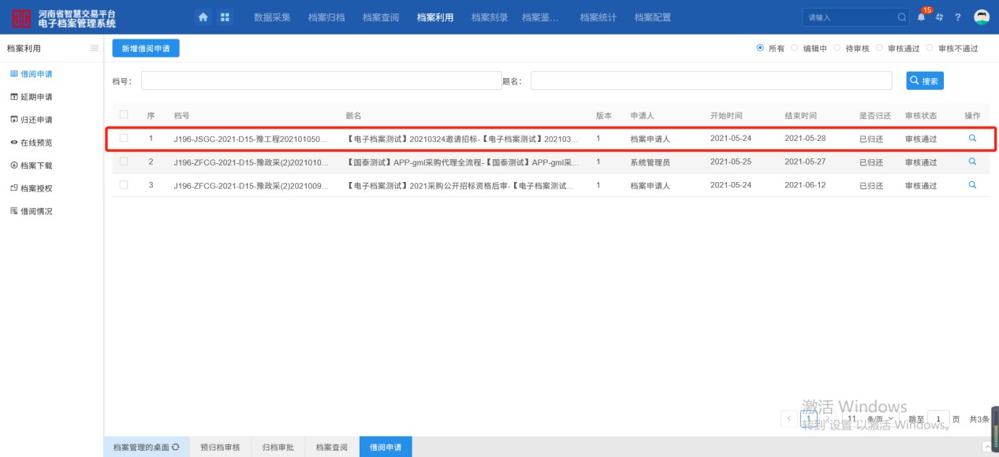 河南省智慧交易平台
电子档案管理系统
数据采集 档案归档 档案查阅 档案利用 档案刻录 档案鉴... 档案统计 档案配置
请输入 15 ?
档案利用
新增借阅申请
所有 编辑中 待审核 审核通过 审核不通过
借阅申请
延期申请
归还申请
在线预览
档案下载
档案授权
借阅情况
档号: 题名: 搜索
序 档号 题名 版本 申请人 开始时间 结束时间 是否归还 审核状态 操作
1 J196-JSGC-2021-D15-豫工程202101050... 【电子档案测试】20210324邀请招标-【电子档案测试】202103... 1 档案申请人 2021-05-24 2021-05-28 已归还 审核通过
2 J196-ZFCG-2021-D15-豫政采(2)2021010... 【国泰测试】APP-gml采购代理全流程-【国泰测试】APP-gml采... 1 系统管理员 2021-05-25 2021-05-27 已归还 审核通过
3 J196-ZFCG-2021-D15-豫政采(2)2021009... 【电子档案测试】2021采购公开招标资格后审-【电子档案测试... 1 档案申请人 2021-05-24 2021-06-12 已归还 审核通过
激活 Windows
< 1 > 11 条/页 跳至 1 页 共3条
转到"设置"以激活 Windows。
档案管理的桌面 预归档审核 归档审批 档案查阅 借阅申请